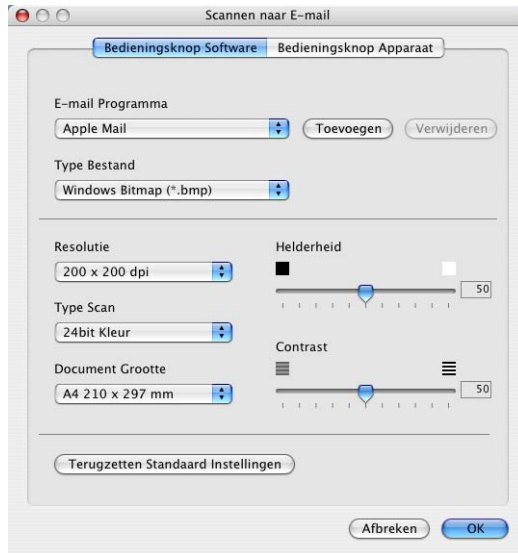 Scannen naar E-mail
Bedieningsknop Software Bedieningsknop Apparaat
E-mail Programma
Apple Mail Toevoegen Verwijderen
Type Bestand
Windows Bitmap (*.bmp)
Resolutie
200 x 200 dpi
Type Scan
24bit Kleur
Document Grootte
A4 210 x 297 mm
Helderheid
50
Contrast
50
Terugzetten Standaard Instellingen
Afbreken OK